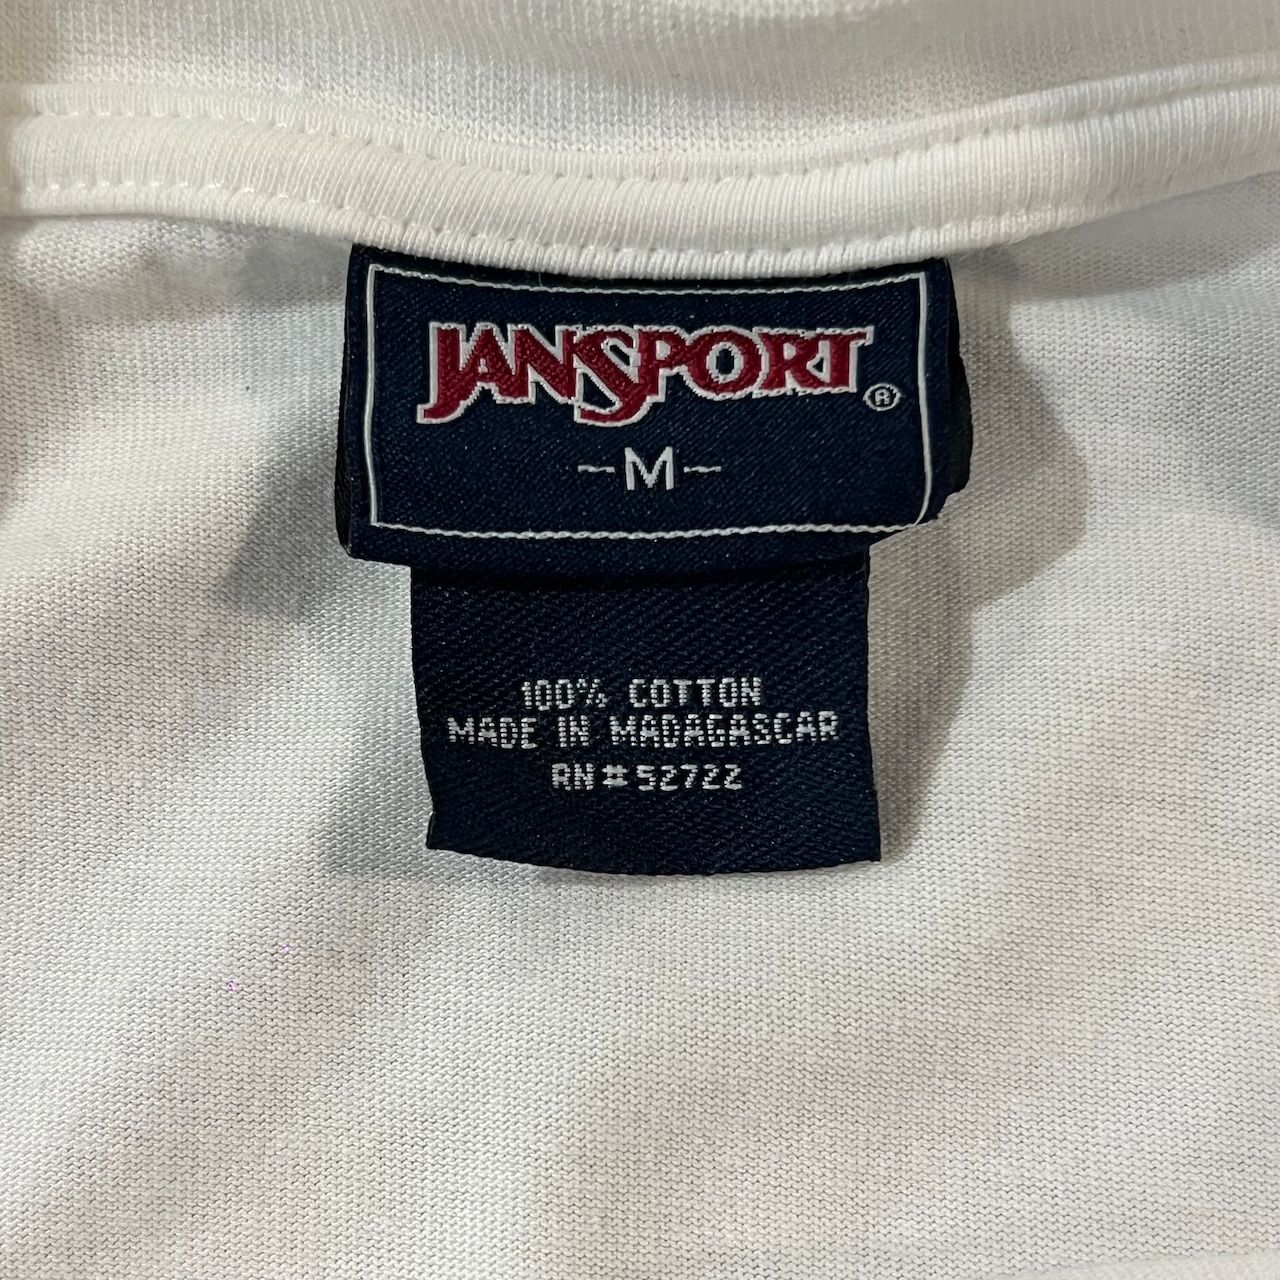 JANSPORT®
-M-
100% COTTON
MADE IN MADAGASCAR
RN#52722